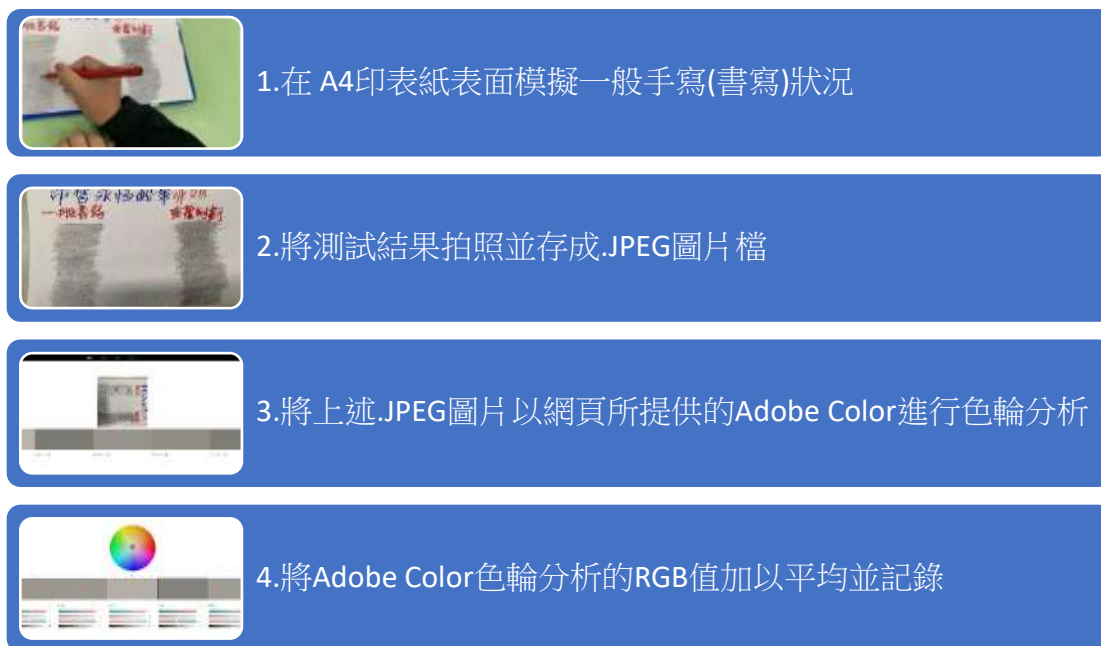 1.在 A4印表紙表面模擬一般手寫(書寫)狀況
2.將測試結果拍照並存成.JPEG圖片檔
3.將上述.JPEG圖片以網頁所提供的Adobe Color進行色輪分析
4.將Adobe Color色輪分析的RGB值加以平均並記錄